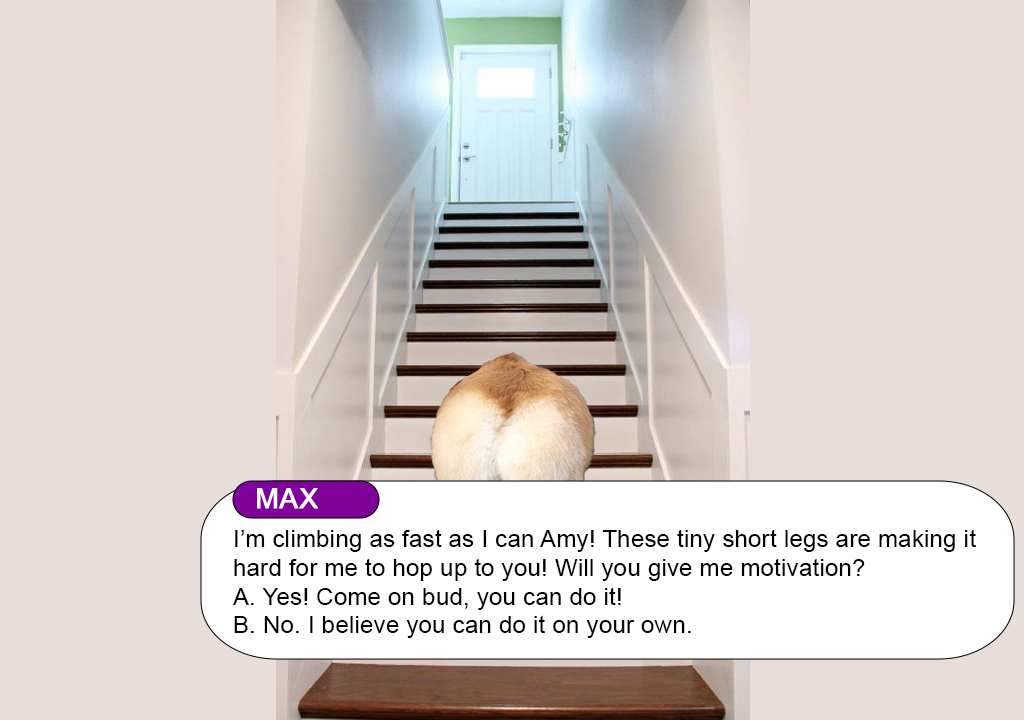 MAX
I’m climbing as fast as I can Amy! These tiny short legs are making it
hard for me to hop up to you! Will you give me motivation?
A. Yes! Come on bud, you can do it!
B. No. I believe you can do it on your own.